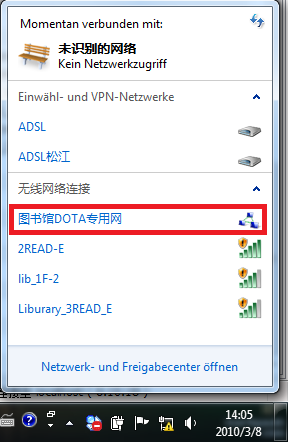 Momentan verbunden mit:
未识别的网络
Kein Netzwerkzugriff
Einwähl- und VPN-Netzwerke
ADSL
ADSL松江
无线网络连接
图书馆DOTA专用网
2READ-E
lib_1F-2
Liburary_3READ_E
Netzwerk- und Freigabecenter öffnen
14:05
2010/3/8